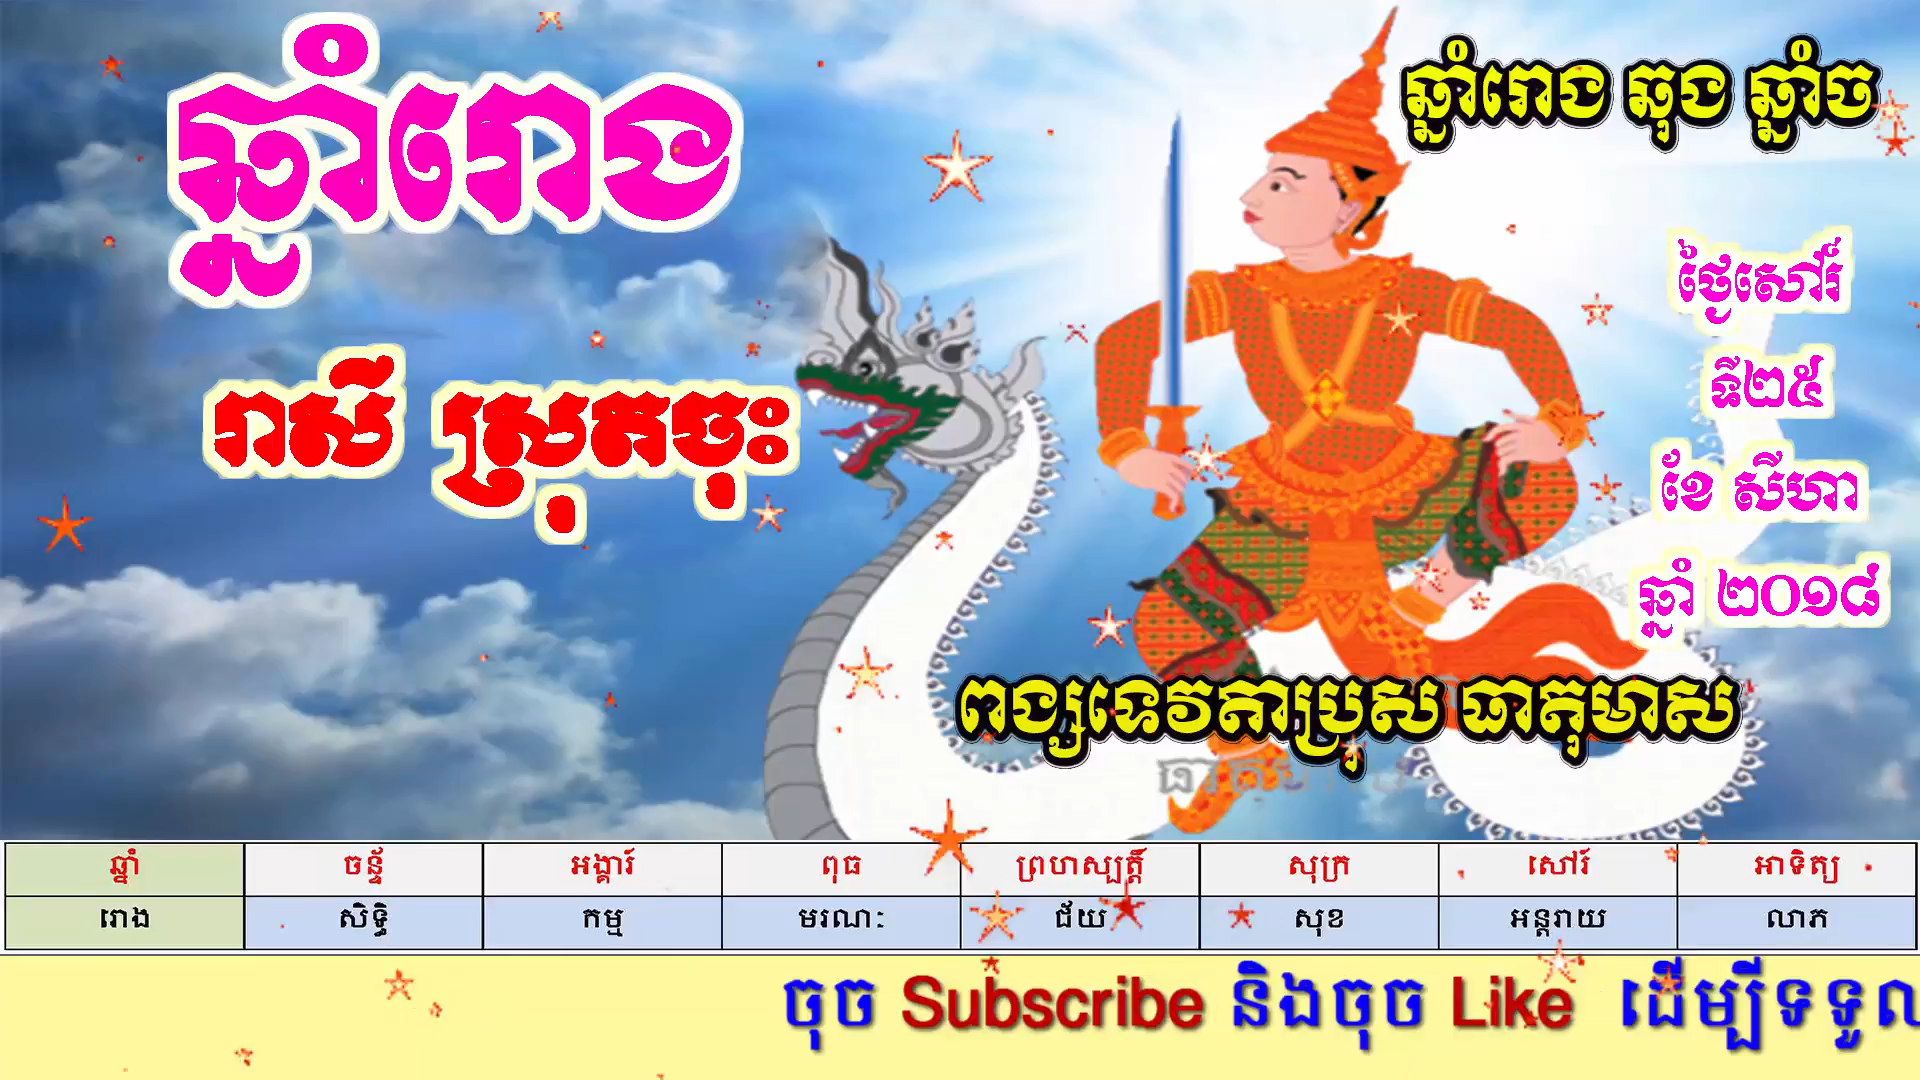 ឆ្នាំរោង
រាសី ស្រុតចុះ
ឆ្នាំរោង ឆុង ឆ្នាំច
ថ្ងៃសៅរ៍
ទី២៥
ខែ សីហា
ឆ្នាំ ២០១៨
ពង្សទេវតាប្រុស ធាតុមាស
ឆ្នាំ ចន្ទ័ អង្គារ៍ ពុធ ព្រហស្បត្តិ៍ សុក្រ សៅរ៍ អាទិត្យ
រោង សិទ្ធិ កម្ម មរណៈ ជ័យ សុខ អន្តរាយ លាភ
ចុច Subscribe និងចុច Like ដើម្បីទទួល